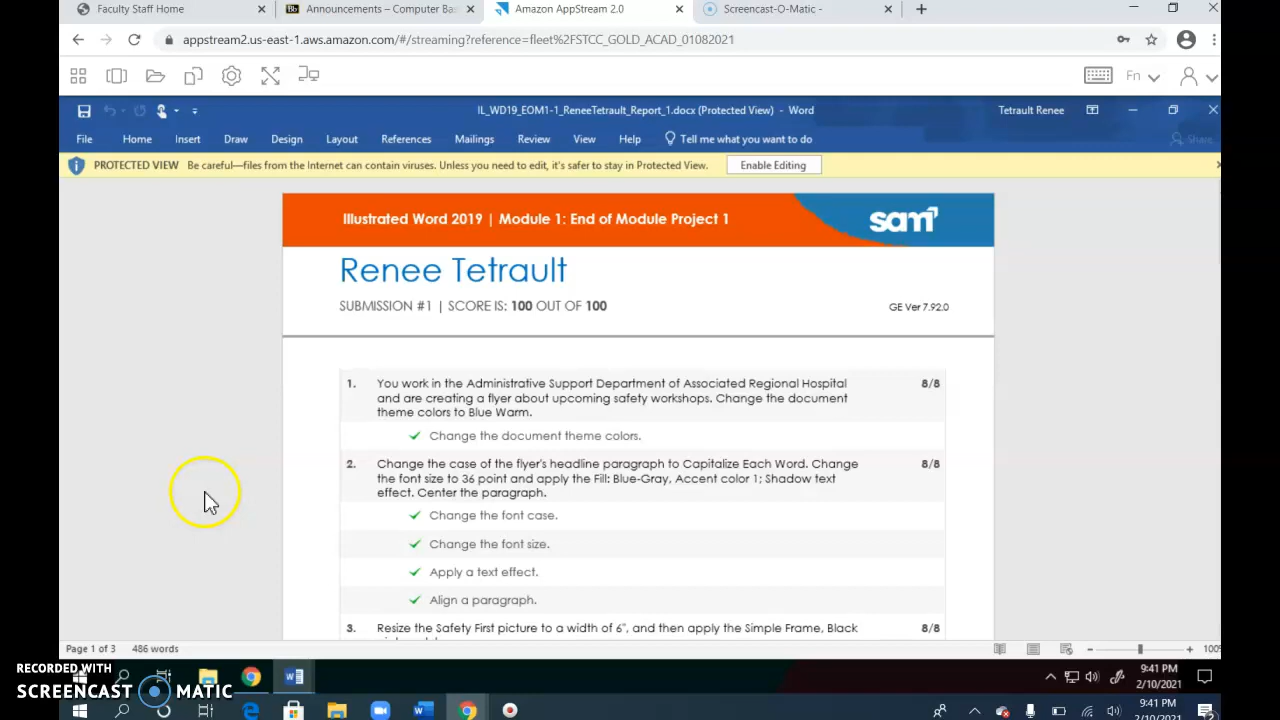 Faculty Staff Home
Bb Announcements – Computer Bas
Amazon AppStream 2.0
Screencast-O-Matic -
appstream2.us-east-1.aws.amazon.com/#/streaming?reference=fleet%2FSTCC_GOLD_ACAD_01082021
Fn
IL_WD19_EOM1-1_ReneeTetrault_Report_1.docx (Protected View) - Word
Tetrault Renee
File Home Insert Draw Design Layout References Mailings Review View Help Tell me what you want to do Share
PROTECTED VIEW Be careful—files from the Internet can contain viruses. Unless you need to edit, it's safer to stay in Protected View. Enable Editing
Illustrated Word 2019 | Module 1: End of Module Project 1
sam
Renee Tetrault
SUBMISSION #1 | SCORE IS: 100 OUT OF 100
GE Ver 7.92.0
1. You work in the Administrative Support Department of Associated Regional Hospital 8/8
and are creating a flyer about upcoming safety workshops. Change the document
theme colors to Blue Warm.
✓ Change the document theme colors.
2. Change the case of the flyer's headline paragraph to Capitalize Each Word. Change 8/8
the font size to 36 point and apply the Fill: Blue-Gray, Accent color 1; Shadow text
effect. Center the paragraph.
✓ Change the font case.
✓ Change the font size.
✓ Apply a text effect.
✓ Align a paragraph.
3. Resize the Safety First picture to a width of 6", and then apply the Simple Frame, Black 8/8
Page 1 of 3 486 words
100%
RECORDED WITH
SCREENCAST MATIC
9:41 PM
2/10/2021
9:41 PM
2/10/2021